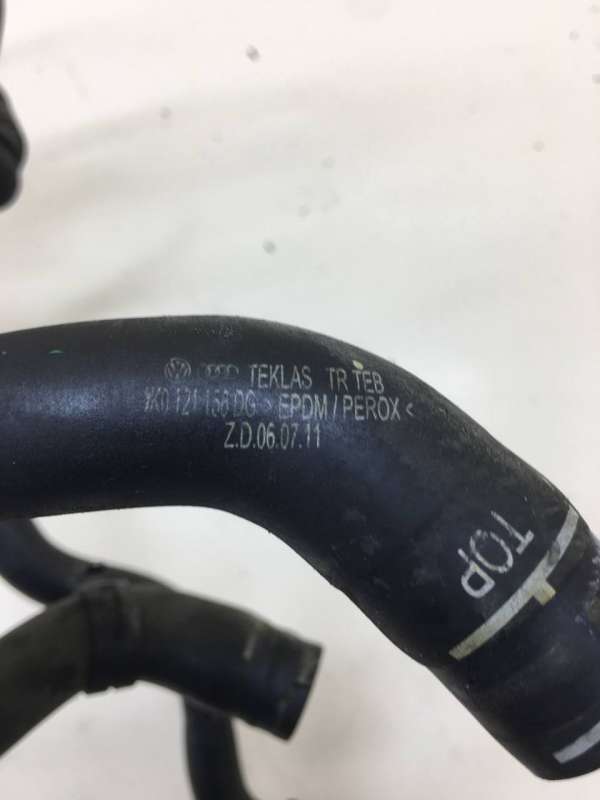 TEKLAS TR TEB
1K0 121 156 DG >EPDM / PEROX<
Z.D.06.07.11
TOP